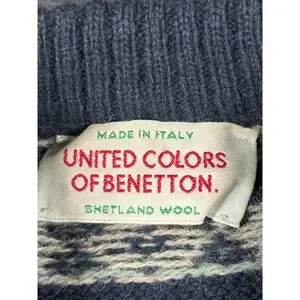 MADE IN ITALY
UNITED COLORS
OF BENETTON.
SHETLAND WOOL